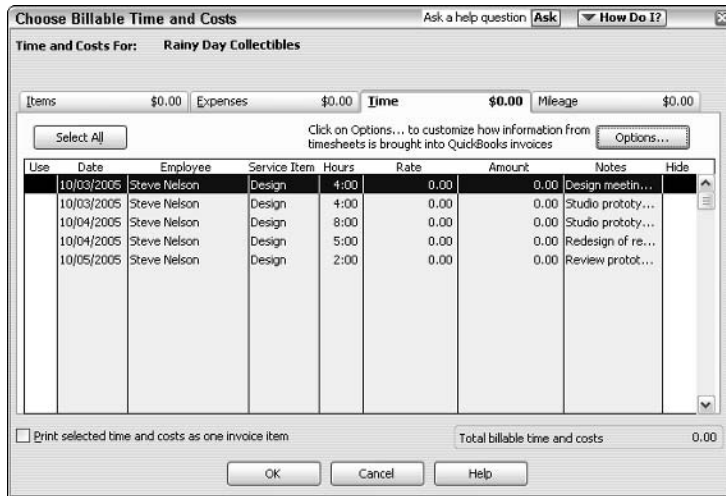 Choose Billable Time and Costs Ask a help question Ask How Do I?
Time and Costs For: Rainy Day Collectibles
Items $0.00 Expenses $0.00 Time $0.00 Mileage $0.00
Select All Click on Options... to customize how information from timesheets is brought into QuickBooks invoices Options...
Use Date Employee Service Item Hours Rate Amount Notes Hide
10/03/2005 Steve Nelson Design 4:00 0.00 0.00 Design meetin...
10/03/2005 Steve Nelson Design 4:00 0.00 0.00 Studio prototy...
10/04/2005 Steve Nelson Design 8:00 0.00 0.00 Studio prototy...
10/04/2005 Steve Nelson Design 5:00 0.00 0.00 Redesign of re...
10/05/2005 Steve Nelson Design 2:00 0.00 0.00 Review protot...
Print selected time and costs as one invoice item Total billable time and costs 0.00
OK Cancel Help